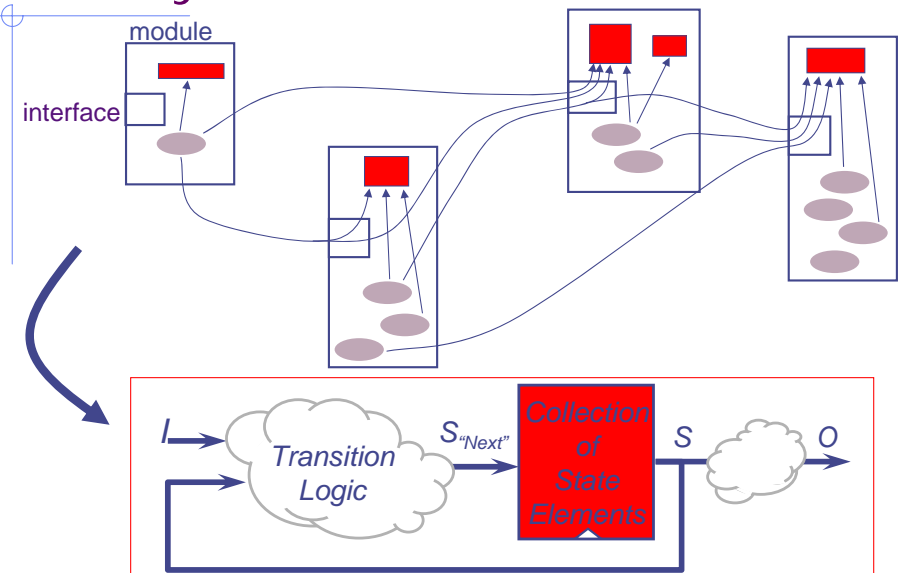 module
interface
I
Transition
Logic
S“Next”
Collection
of
State
Elements
S
O